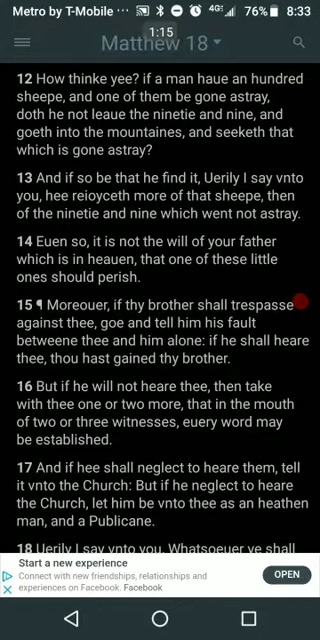 Metro by T-Mobile ··· 4G 76% 8:33
1:15
Matthew 18
12 How thinke yee? if a man haue an hundred
sheepe, and one of them be gone astray,
doth he not leaue the ninetie and nine, and
goeth into the mountaines, and seeketh that
which is gone astray?
13 And if so be that he find it, Uerily I say vnto
you, hee reioyceth more of that sheepe, then
of the ninetie and nine which went not astray.
14 Euen so, it is not the will of your father
which is in heauen, that one of these little
ones should perish.
15 ¶ Moreouer, if thy brother shall trespasse
against thee, goe and tell him his fault
betweene thee and him alone: if he shall heare
thee, thou hast gained thy brother.
16 But if he will not heare thee, then take
with thee one or two more, that in the mouth
of two or three witnesses, euery word may
be established.
17 And if hee shall neglect to heare them, tell
it vnto the Church: But if he neglect to heare
the Church, let him be vnto thee as an heathen
man, and a Publicane.
18 Uerily I say vnto you, Whatsoeuer ye shall
Start a new experience
Connect with new friendships, relationships and
experiences on Facebook. Facebook
OPEN